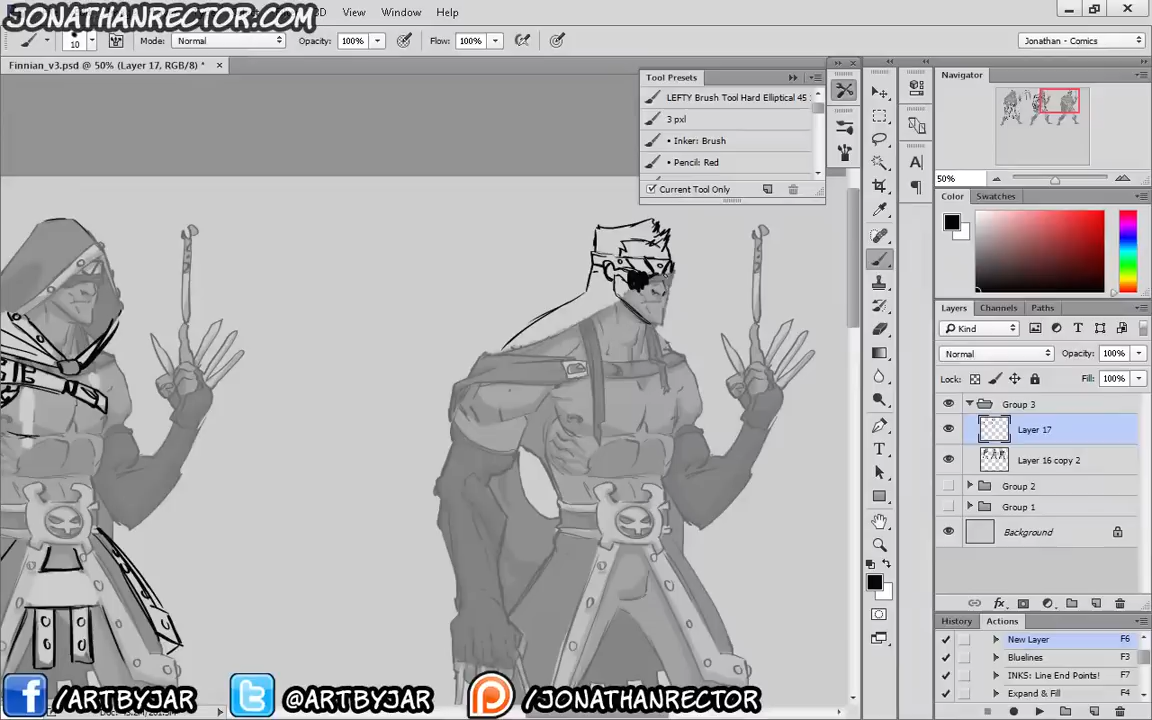 JONATHANRECTOR.COM
3D View Window Help
10 Mode: Normal Opacity: 100% Flow: 100% Jonathan - Comics
Finnian_v3.psd @ 50% (Layer 17, RGB/8) *
Tool Presets
LEFTY Brush Tool Hard Elliptical 45
3 pxl
• Inker: Brush
• Pencil: Red
Current Tool Only
Navigator
50%
Color Swatches
Layers Channels Paths
Kind
Normal Opacity: 100%
Lock: Fill: 100%
Group 3
Layer 17
Layer 16 copy 2
Group 2
Group 1
Background
History Actions
New Layer F6
Bluelines F3
INKS: Line End Points! F7
Expand & Fill F4
/ARTBYJAR @ARTBYJAR /JONATHANRECTOR